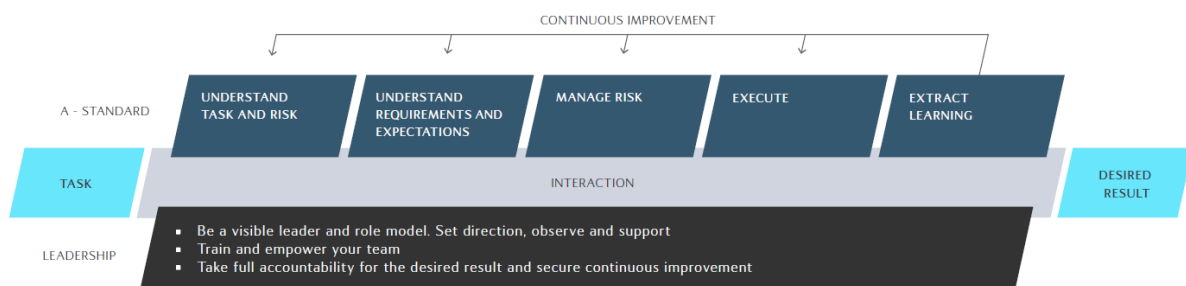 CONTINUOUS IMPROVEMENT
A - STANDARD
UNDERSTAND
TASK AND RISK
UNDERSTAND
REQUIREMENTS AND
EXPECTATIONS
MANAGE RISK
EXECUTE
EXTRACT
LEARNING
TASK
INTERACTION
DESIRED
RESULT
LEADERSHIP
▪ Be a visible leader and role model. Set direction, observe and support
▪ Train and empower your team
▪ Take full accountability for the desired result and secure continuous improvement